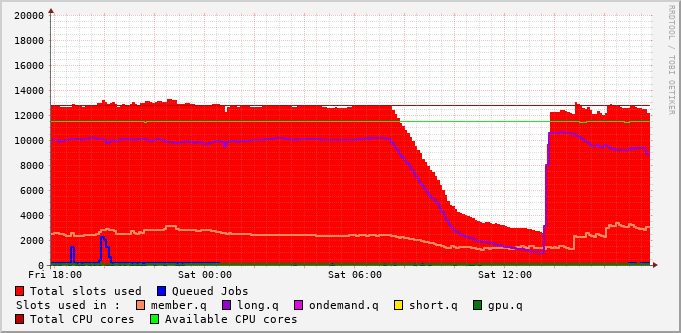 20000
18000
16000
14000
12000
10000
8000
6000
4000
2000
0
Fri 18:00 Sat 00:00 Sat 06:00 Sat 12:00
Total slots used Queued Jobs
Slots used in : member.q long.q ondemand.q short.q gpu.q
Total CPU cores Available CPU cores
RRDTOOL / TOBI OETIKER